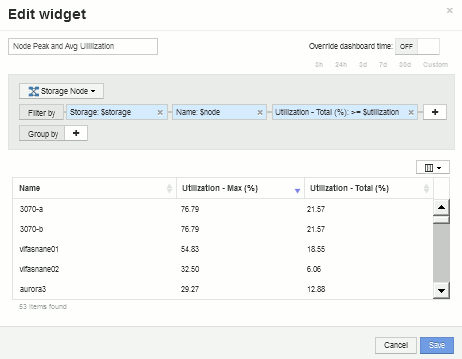 Edit widget
×
Node Peak and Avg Utilization
Override dashboard time: OFF
3h 24h 3d 7d 30d Custom
Storage Node
Filter by Storage: $storage × Name: $node × Utilization - Total (%): >= $utilization × +
Group by +
Name Utilization - Max (%) Utilization - Total (%)
3070-a 76.79 21.57
3070-b 76.79 21.57
vifasnane01 54.83 18.55
vifasnane02 32.50 6.06
aurora3 29.27 12.88
53 items found
Cancel Save